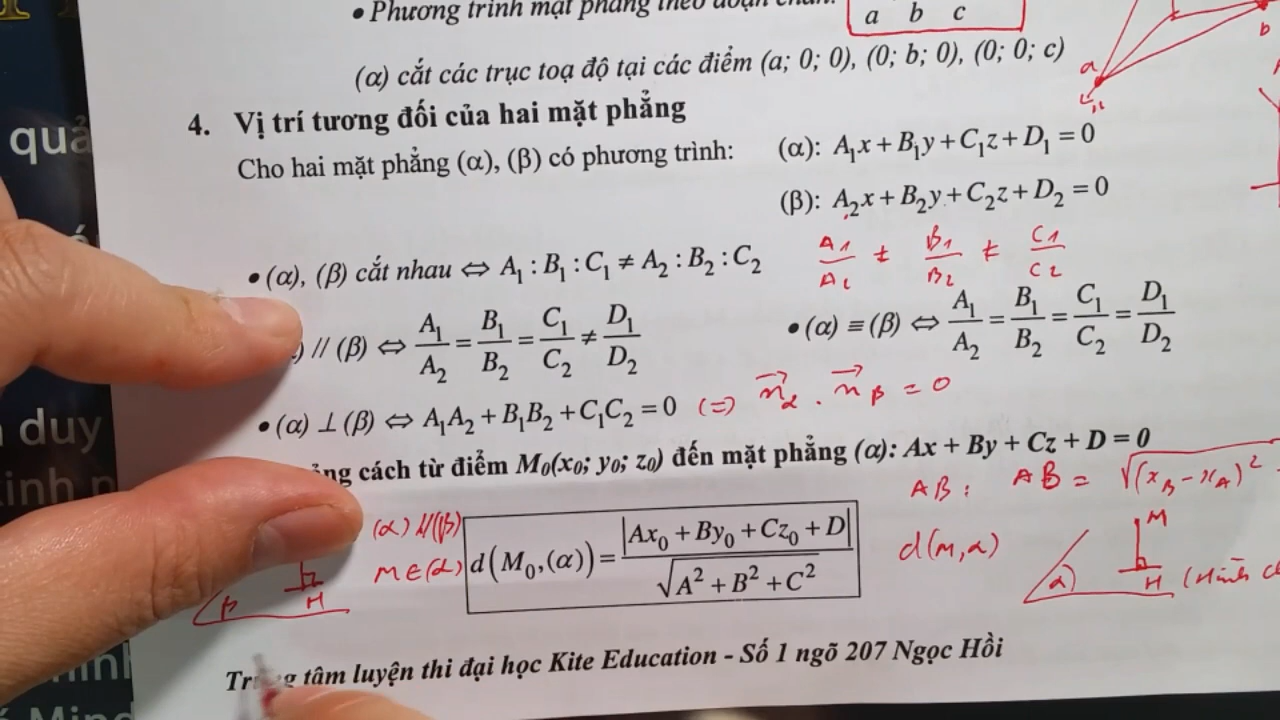 • Phương trình mặt phẳng theo đoạn chắn:
a b c
(α) cắt các trục toạ độ tại các điểm (a; 0; 0), (0; b; 0), (0; 0; c)
a
b
4. Vị trí tương đối của hai mặt phẳng
quả
Cho hai mặt phẳng (α), (β) có phương trình: (α): A₁x + B₁y + C₁z + D₁ = 0
(β): A₂x + B₂y + C₂z + D₂ = 0
• (α), (β) cắt nhau ⇔ A₁ : B₁ : C₁ ≠ A₂ : B₂ : C₂ A₁/A₂ ≠ B₁/B₂ ≠ C₁/C₂
) // (β) ⇔ A₁/A₂ = B₁/B₂ = C₁/C₂ ≠ D₁/D₂ • (α) ≡ (β) ⇔ A₁/A₂ = B₁/B₂ = C₁/C₂ = D₁/D₂
duy
• (α) ⊥ (β) ⇔ A₁A₂ + B₁B₂ + C₁C₂ = 0 (=) n⃗α . n⃗β = 0
cách từ điểm M₀(x₀; y₀; z₀) đến mặt phẳng (α): Ax + By + Cz + D = 0
AB: AB = √(x_B - x_A)²
(α) // (β)
M ∈ (α)
d(M₀,(α)) = |Ax₀ + By₀ + Cz₀ + D| / √(A² + B² + C²)
d(M, α)
M
α) H (Hình
β H
tâm luyện thi đại học Kite Education - Số 1 ngõ 207 Ngọc Hồi